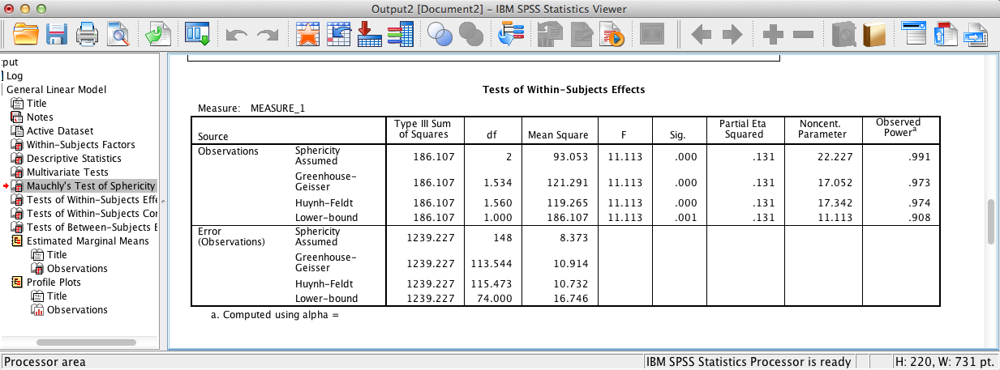 Output2 [Document2] – IBM SPSS Statistics Viewer
put
Log
General Linear Model
Title
Notes
Active Dataset
Within-Subjects Factors
Descriptive Statistics
Multivariate Tests
Mauchly's Test of Sphericity
Tests of Within-Subjects Effe
Tests of Within-Subjects Cor
Tests of Between-Subjects E
Estimated Marginal Means
Title
Observations
Profile Plots
Title
Observations
Tests of Within-Subjects Effects
Measure: MEASURE_1
Source Type III Sum of Squares df Mean Square F Sig. Partial Eta Squared Noncent. Parameter Observed Power a
Observations Sphericity Assumed 186.107 2 93.053 11.113 .000 .131 22.227 .991
Greenhouse-Geisser 186.107 1.534 121.291 11.113 .000 .131 17.052 .973
Huynh-Feldt 186.107 1.560 119.265 11.113 .000 .131 17.342 .974
Lower-bound 186.107 1.000 186.107 11.113 .001 .131 11.113 .908
Error (Observations) Sphericity Assumed 1239.227 148 8.373
Greenhouse-Geisser 1239.227 113.544 10.914
Huynh-Feldt 1239.227 115.473 10.732
Lower-bound 1239.227 74.000 16.746
a. Computed using alpha =
Processor area
IBM SPSS Statistics Processor is ready
H: 220, W: 731 pt.